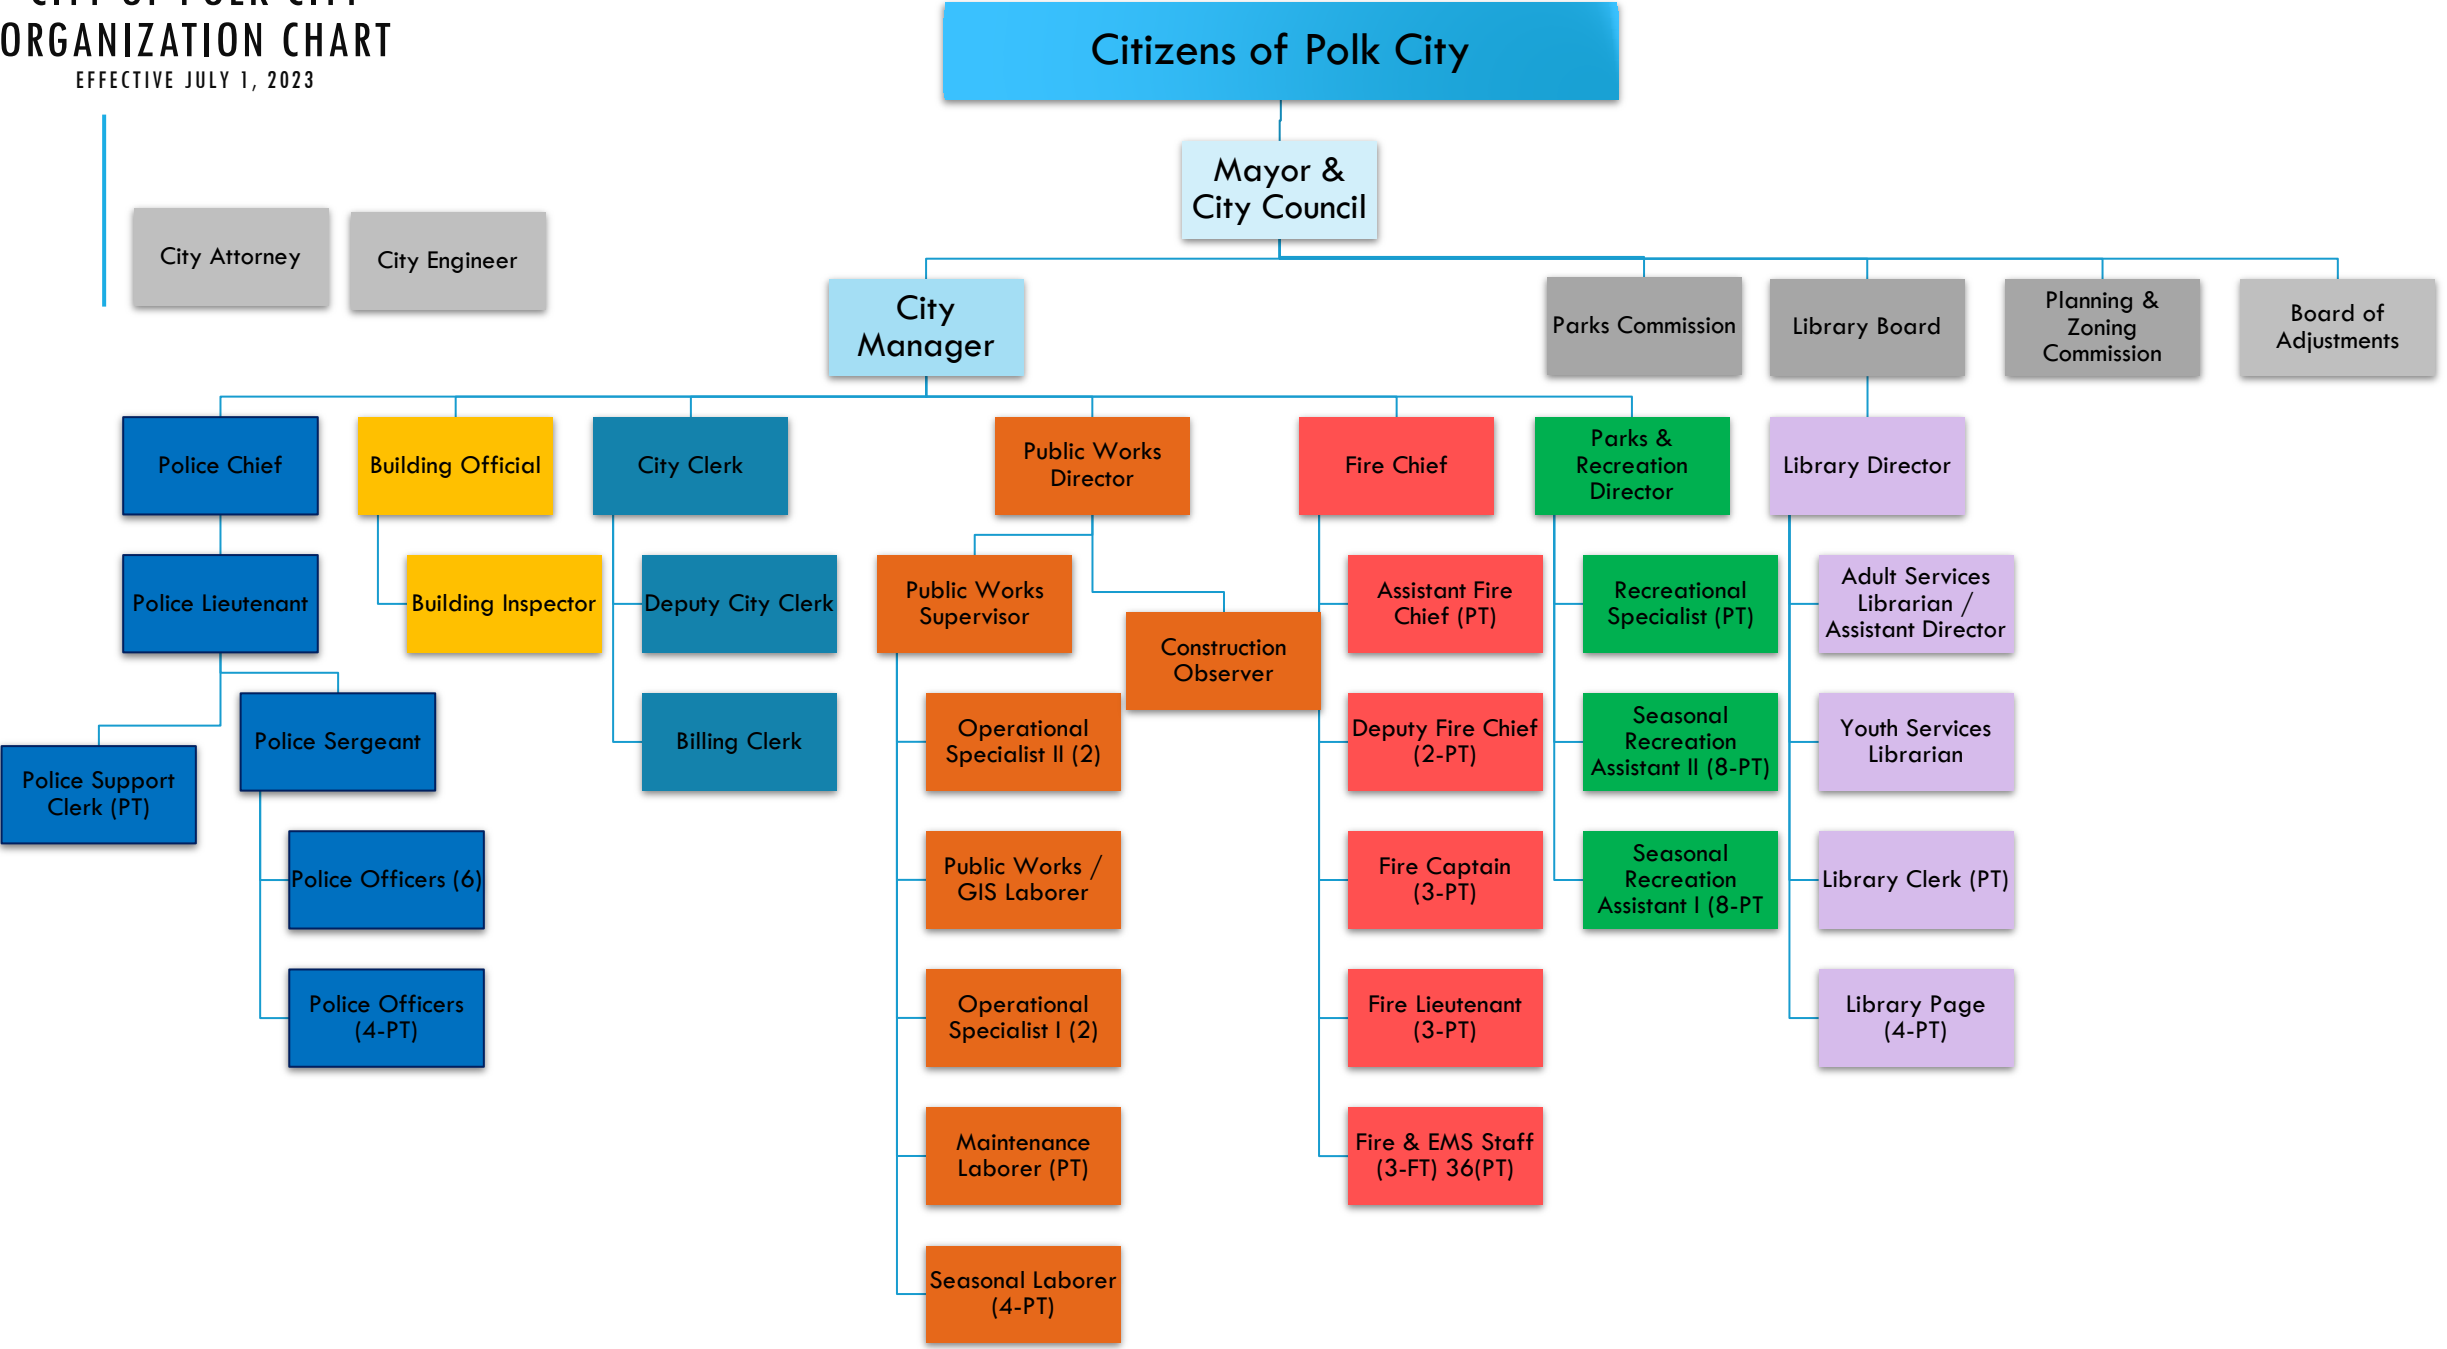 CITY OF POLK CITY
ORGANIZATION CHART
EFFECTIVE JULY 1, 2023
Citizens of Polk City
Mayor &
City Council
City Attorney
City Engineer
City
Manager
Parks Commission
Library Board
Planning &
Zoning
Commission
Board of
Adjustments
Police Chief
Building Official
City Clerk
Public Works
Director
Fire Chief
Parks &
Recreation
Director
Library Director
Police Lieutenant
Building Inspector
Deputy City Clerk
Public Works
Supervisor
Construction
Observer
Assistant Fire
Chief (PT)
Recreational
Specialist (PT)
Adult Services
Librarian /
Assistant Director
Police Support
Clerk (PT)
Police Sergeant
Billing Clerk
Operational
Specialist II (2)
Deputy Fire Chief
(2-PT)
Seasonal
Recreation
Assistant II (8-PT)
Youth Services
Librarian
Police Officers (6)
Public Works /
GIS Laborer
Fire Captain
(3-PT)
Seasonal
Recreation
Assistant I (8-PT
Library Clerk (PT)
Police Officers
(4-PT)
Operational
Specialist I (2)
Fire Lieutenant
(3-PT)
Library Page
(4-PT)
Maintenance
Laborer (PT)
Fire & EMS Staff
(3-FT) 36(PT)
Seasonal Laborer
(4-PT)